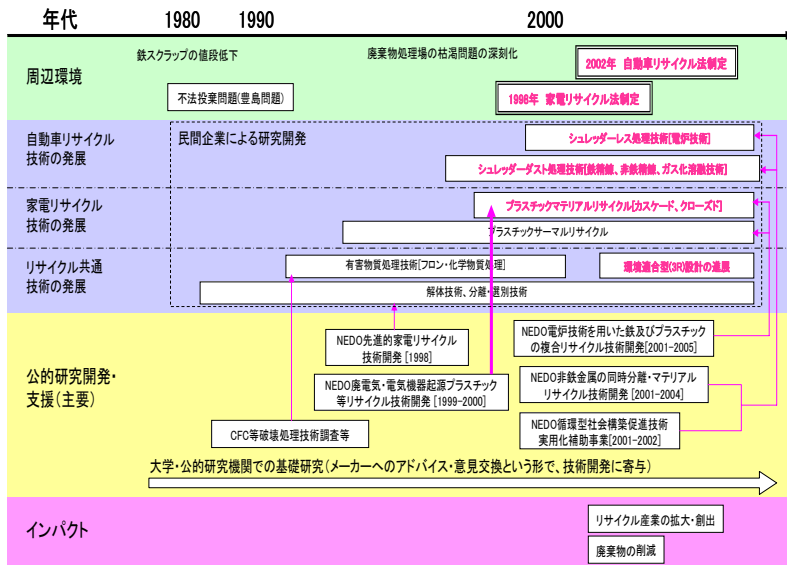 年代
1980
1990
2000
周辺環境
鉄スクラップの値段低下
廃棄物処理場の枯渇問題の深刻化
2002年 自動車リサイクル法制定
不法投棄問題(豊島問題)
1998年 家電リサイクル法制定
自動車リサイクル
技術の発展
民間企業による研究開発
シュレッダーレス処理技術[電炉技術]
シュレッダーダスト処理技術[鉄精錬、非鉄精錬、ガス化溶融技術]
家電リサイクル
技術の発展
プラスチックマテリアルリサイクル[カスケード、クローズド]
プラスチックサーマルリサイクル
リサイクル共通
技術の発展
有害物質処理技術[フロン・化学物質処理]
環境適合型(3R)設計の進展
解体技術、分離・選別技術
公的研究開発・
支援(主要)
NEDO先進的家電リサイクル
技術開発 [1998]
NEDO電炉技術を用いた鉄及びプラスチック
の複合リサイクル技術開発[2001-2005]
NEDO廃電気・電気機器起源プラスチック
等リサイクル技術開発 [1999-2000]
NEDO非鉄金属の同時分離・マテリアル
リサイクル技術開発 [2001-2004]
CFC等破壊処理技術調査等
NEDO循環型社会構築促進技術
実用化補助事業[2001-2002]
大学・公的研究機関での基礎研究(メーカーへのアドバイス・意見交換という形で、技術開発に寄与)
インパクト
リサイクル産業の拡大・創出
廃棄物の削減